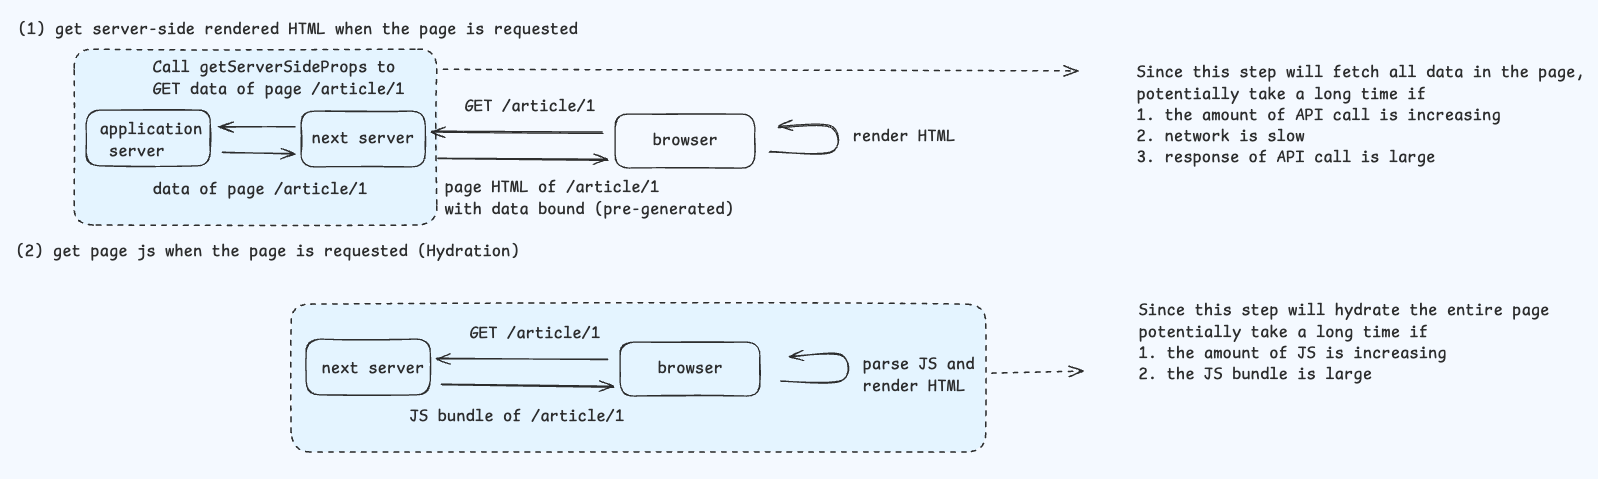 (1) get server-side rendered HTML when the page is requested
Call getServerSideProps to
GET data of page /article/1
application
server
next server
data of page /article/1
GET /article/1
browser
page HTML of /article/1
with data bound (pre-generated)
render HTML
Since this step will fetch all data in the page,
potentially take a long time if
1. the amount of API call is increasing
2. network is slow
3. response of API call is large
(2) get page js when the page is requested (Hydration)
GET /article/1
next server
browser
JS bundle of /article/1
parse JS and
render HTML
Since this step will hydrate the entire page
potentially take a long time if
1. the amount of JS is increasing
2. the JS bundle is large